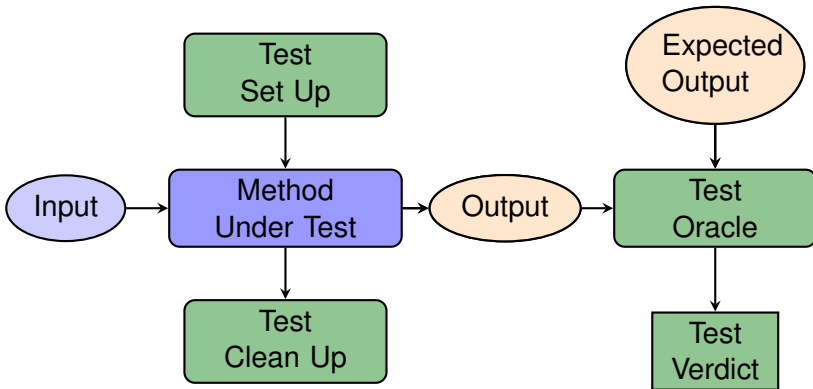 Test
Set Up
Expected
Output
Input
Method
Under Test
Output
Test
Oracle
Test
Clean Up
Test
Verdict